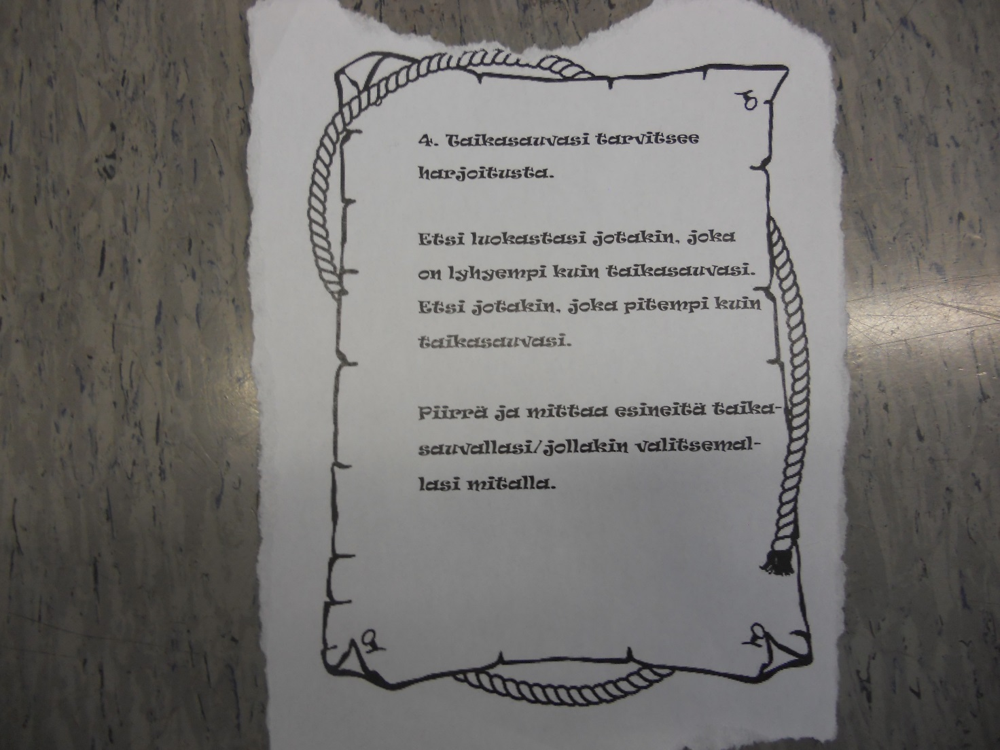 4. Taikasauvasi tarvitsee
harjoitusta.
Etsi luokastasi jotakin, joka
on lyhyempi kuin taikasauvasi.
Etsi jotakin, joka pitempi kuin
taikasauvasi.
Piirrä ja mittaa esineitä taika-
sauvallasi/jollakin valitsemal-
lasi mitalla.